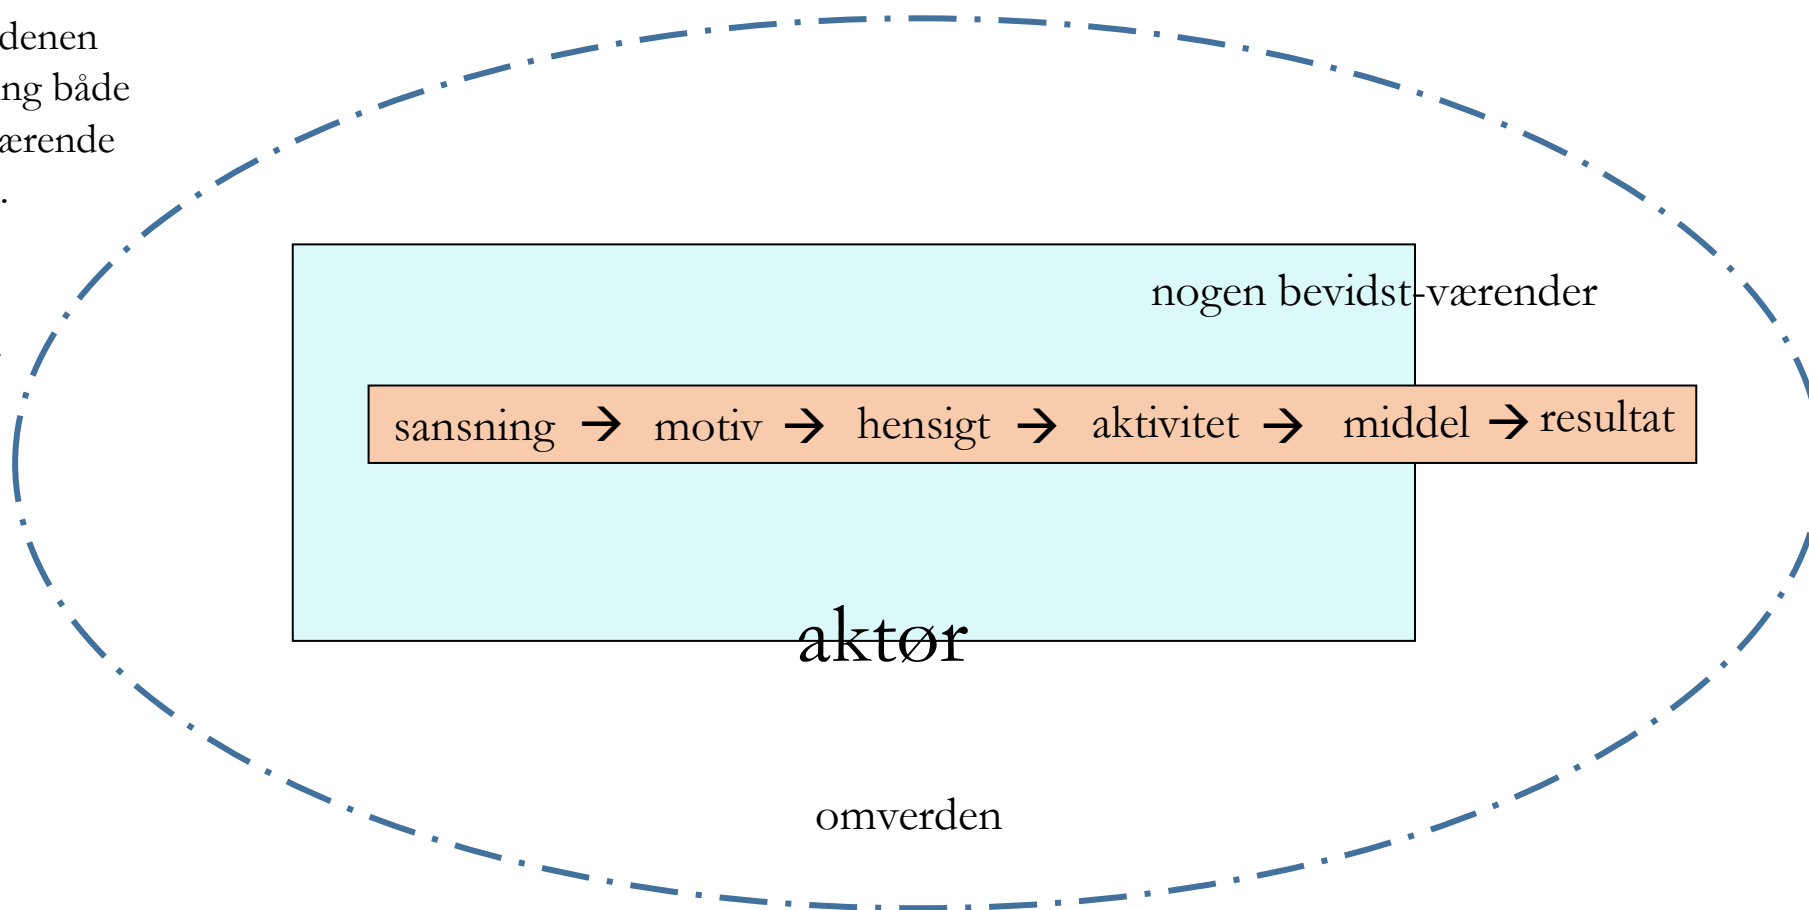 denen
ng både
ærende
.
nogen bevidst-værender
sansning → motiv → hensigt → aktivitet → middel → resultat
aktør
omverden